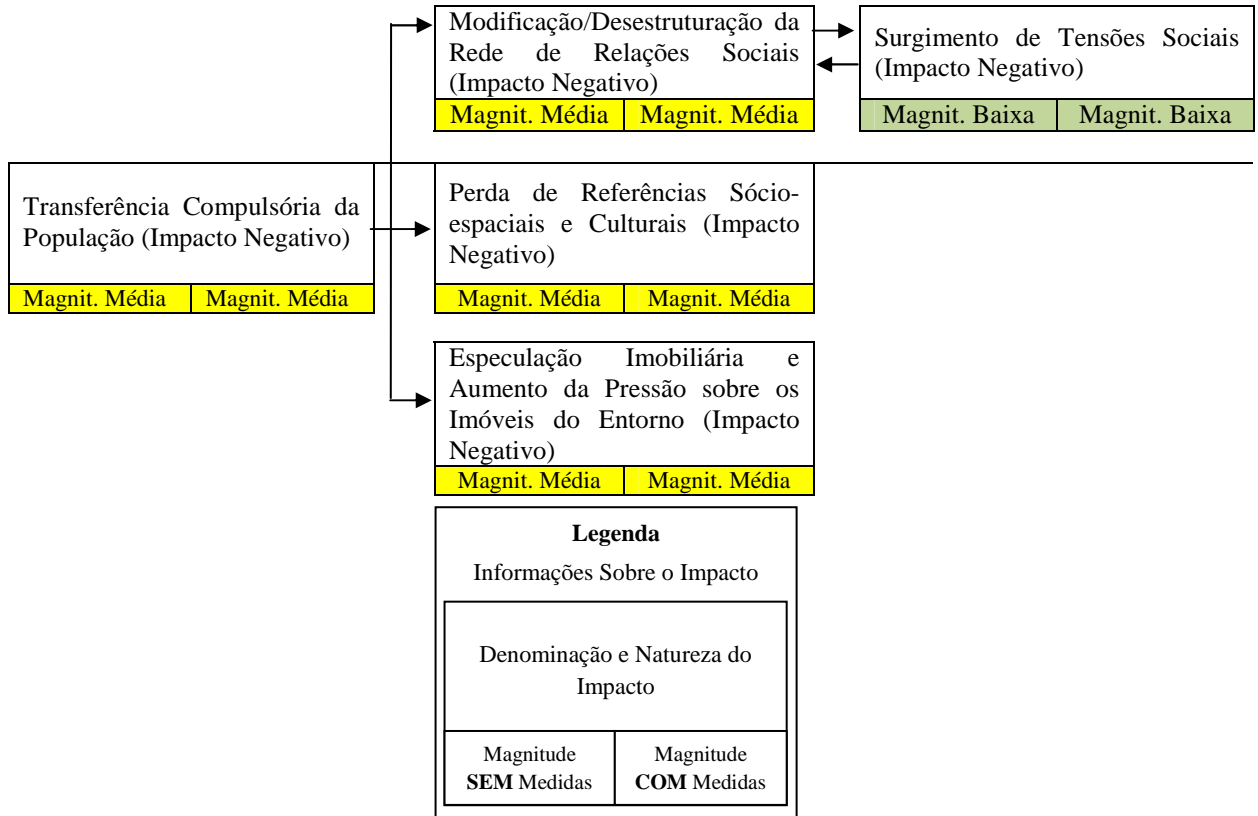 Modificação/Desestruturação da
Rede de Relações Sociais
(Impacto Negativo)
Magnit. Média Magnit. Média
Surgimento de Tensões Sociais
(Impacto Negativo)
Magnit. Baixa Magnit. Baixa
Transferência Compulsória da
População (Impacto Negativo)
Magnit. Média Magnit. Média
Perda de Referências Sócio-
espaciais e Culturais (Impacto
Negativo)
Magnit. Média Magnit. Média
Especulação Imobiliária e
Aumento da Pressão sobre os
Imóveis do Entorno (Impacto
Negativo)
Magnit. Média Magnit. Média
Legenda
Informações Sobre o Impacto
Denominação e Natureza do
Impacto
Magnitude
SEM Medidas
Magnitude
COM Medidas